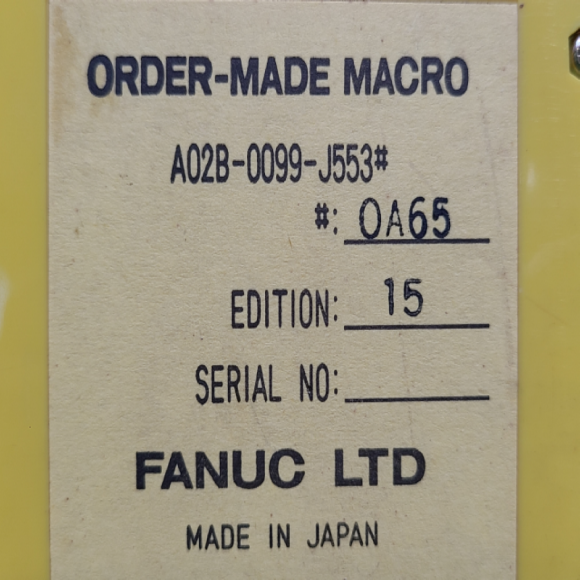 ORDER-MADE MACRO
A02B-0099-J553#
#: 0A65
EDITION: 15
SERIAL NO:
FANUC LTD
MADE IN JAPAN